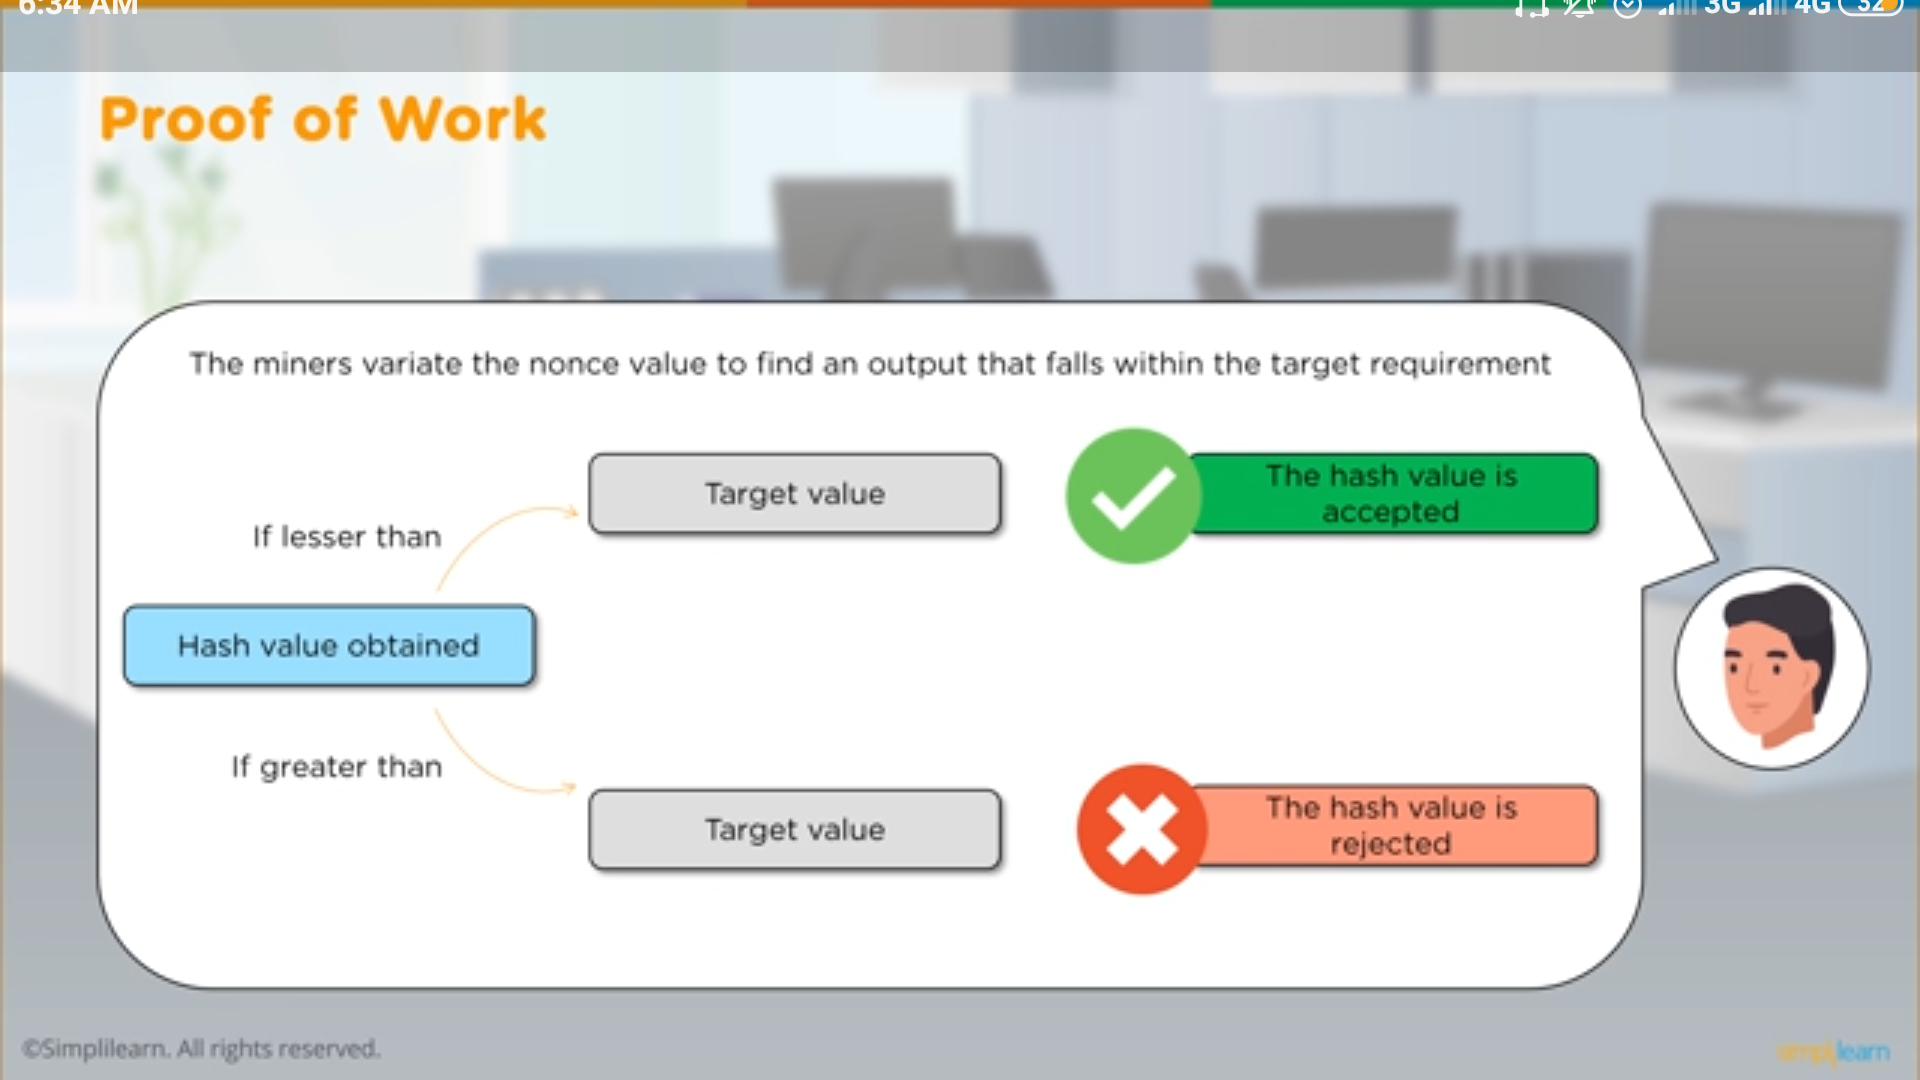 6:34 AM
3G 4G 32
Proof of Work
The miners variate the nonce value to find an output that falls within the target requirement
Target value
The hash value is
accepted
If lesser than
Hash value obtained
If greater than
Target value
The hash value is
rejected
©Simplilearn. All rights reserved.
simplilearn